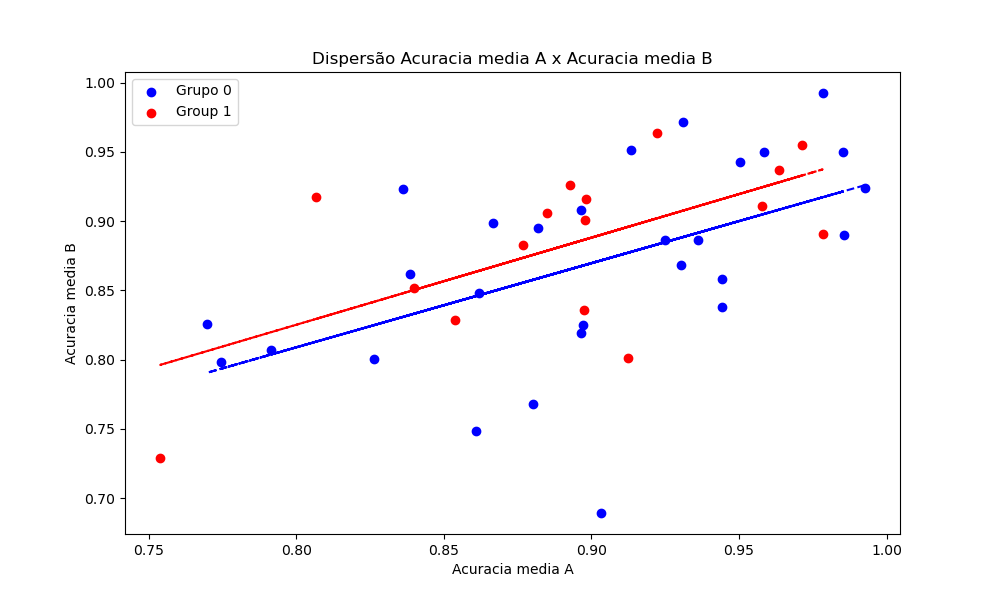 Dispersão Acuracia media A x Acuracia media B
Grupo 0
Group 1
1.00
0.95
0.90
0.85
0.80
0.75
0.70
Acuracia media B
0.75
0.80
0.85
0.90
0.95
1.00
Acuracia media A